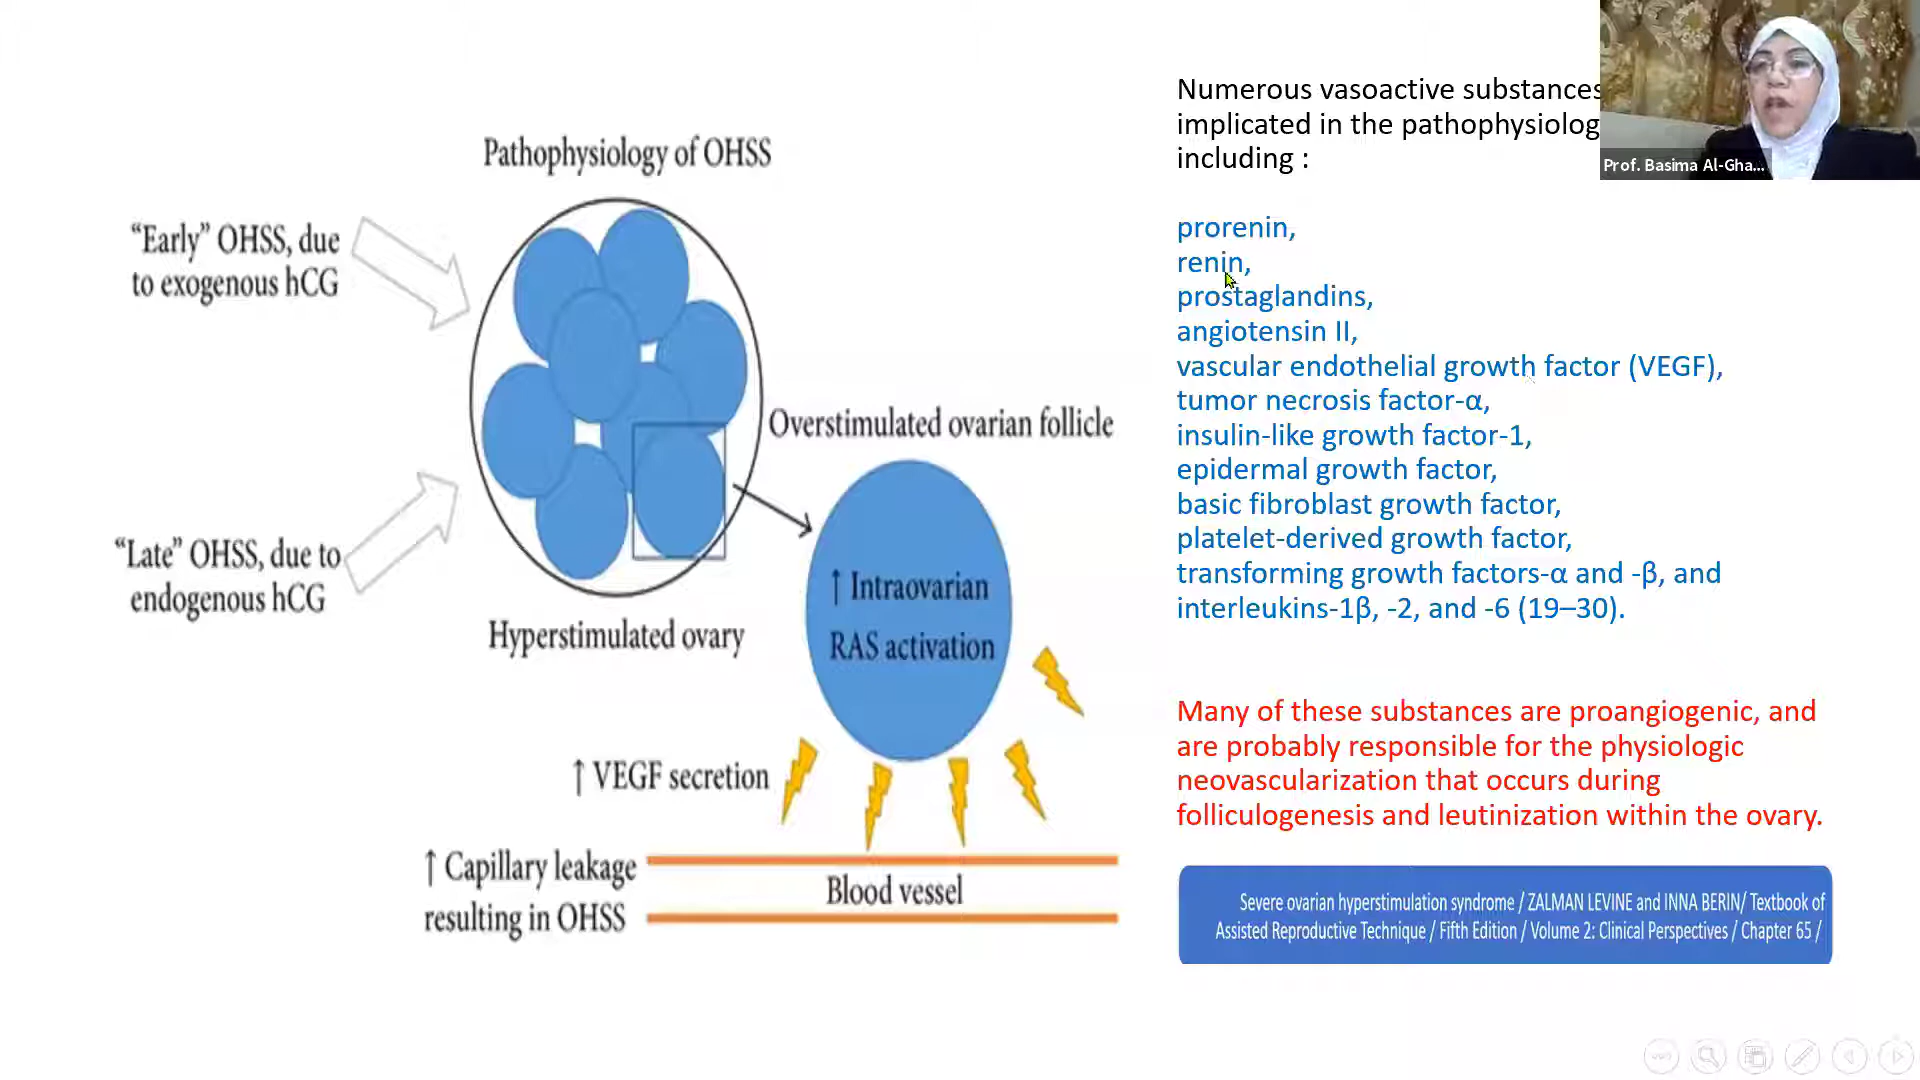 Pathophysiology of OHSS
“Early” OHSS, due
to exogenous hCG
“Late” OHSS, due to
endogenous hCG
Hyperstimulated ovary
Overstimulated ovarian follicle
↑ Intraovarian
RAS activation
↑ VEGF secretion
↑ Capillary leakage
resulting in OHSS
Blood vessel
Numerous vasoactive substances
implicated in the
including :
prorenin,
renin,
prostaglandins,
angiotensin II,
vascular endothelial growth factor (VEGF),
tumor necrosis factor-α,
insulin-like growth factor-1,
epidermal growth factor,
basic fibroblast growth factor,
platelet-derived growth factor,
transforming growth factors-α and -β, and
interleukins-1β, -2, and -6 (19–30).
Many of these substances are proangiogenic, and
are probably responsible for the physiologic
neovascularization that occurs during
folliculogenesis and leutinization within the ovary.
Severe ovarian hyperstimulation syndrome / ZALMAN LEVINE and INNA BERIN/ Textbook of
Assisted Reproductive Technique / Fifth Edition / Volume 2: Clinical Perspectives / Chapter 65 /
Prof. Basima Al-Gha...